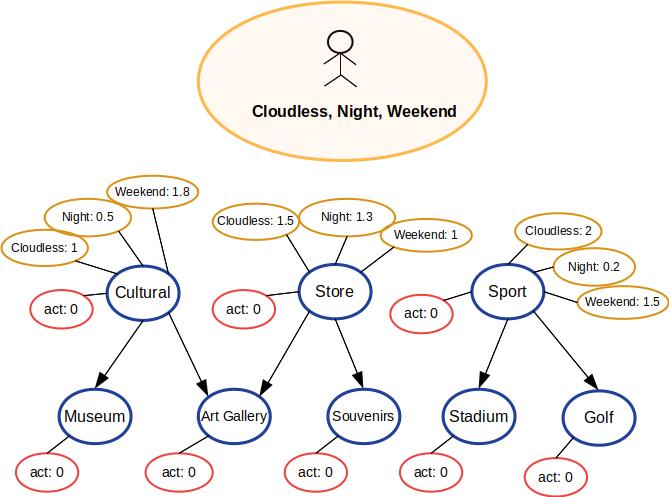 Cloudless, Night, Weekend
Weekend: 1.8
Night: 0.5
Cloudless: 1
Cloudless: 1.5
Night: 1.3
Weekend: 1
Cloudless: 2
Night: 0.2
Weekend: 1.5
Cultural
Store
Sport
act: 0
act: 0
act: 0
Museum
Art Gallery
Souvenirs
Stadium
Golf
act: 0
act: 0
act: 0
act: 0
act: 0